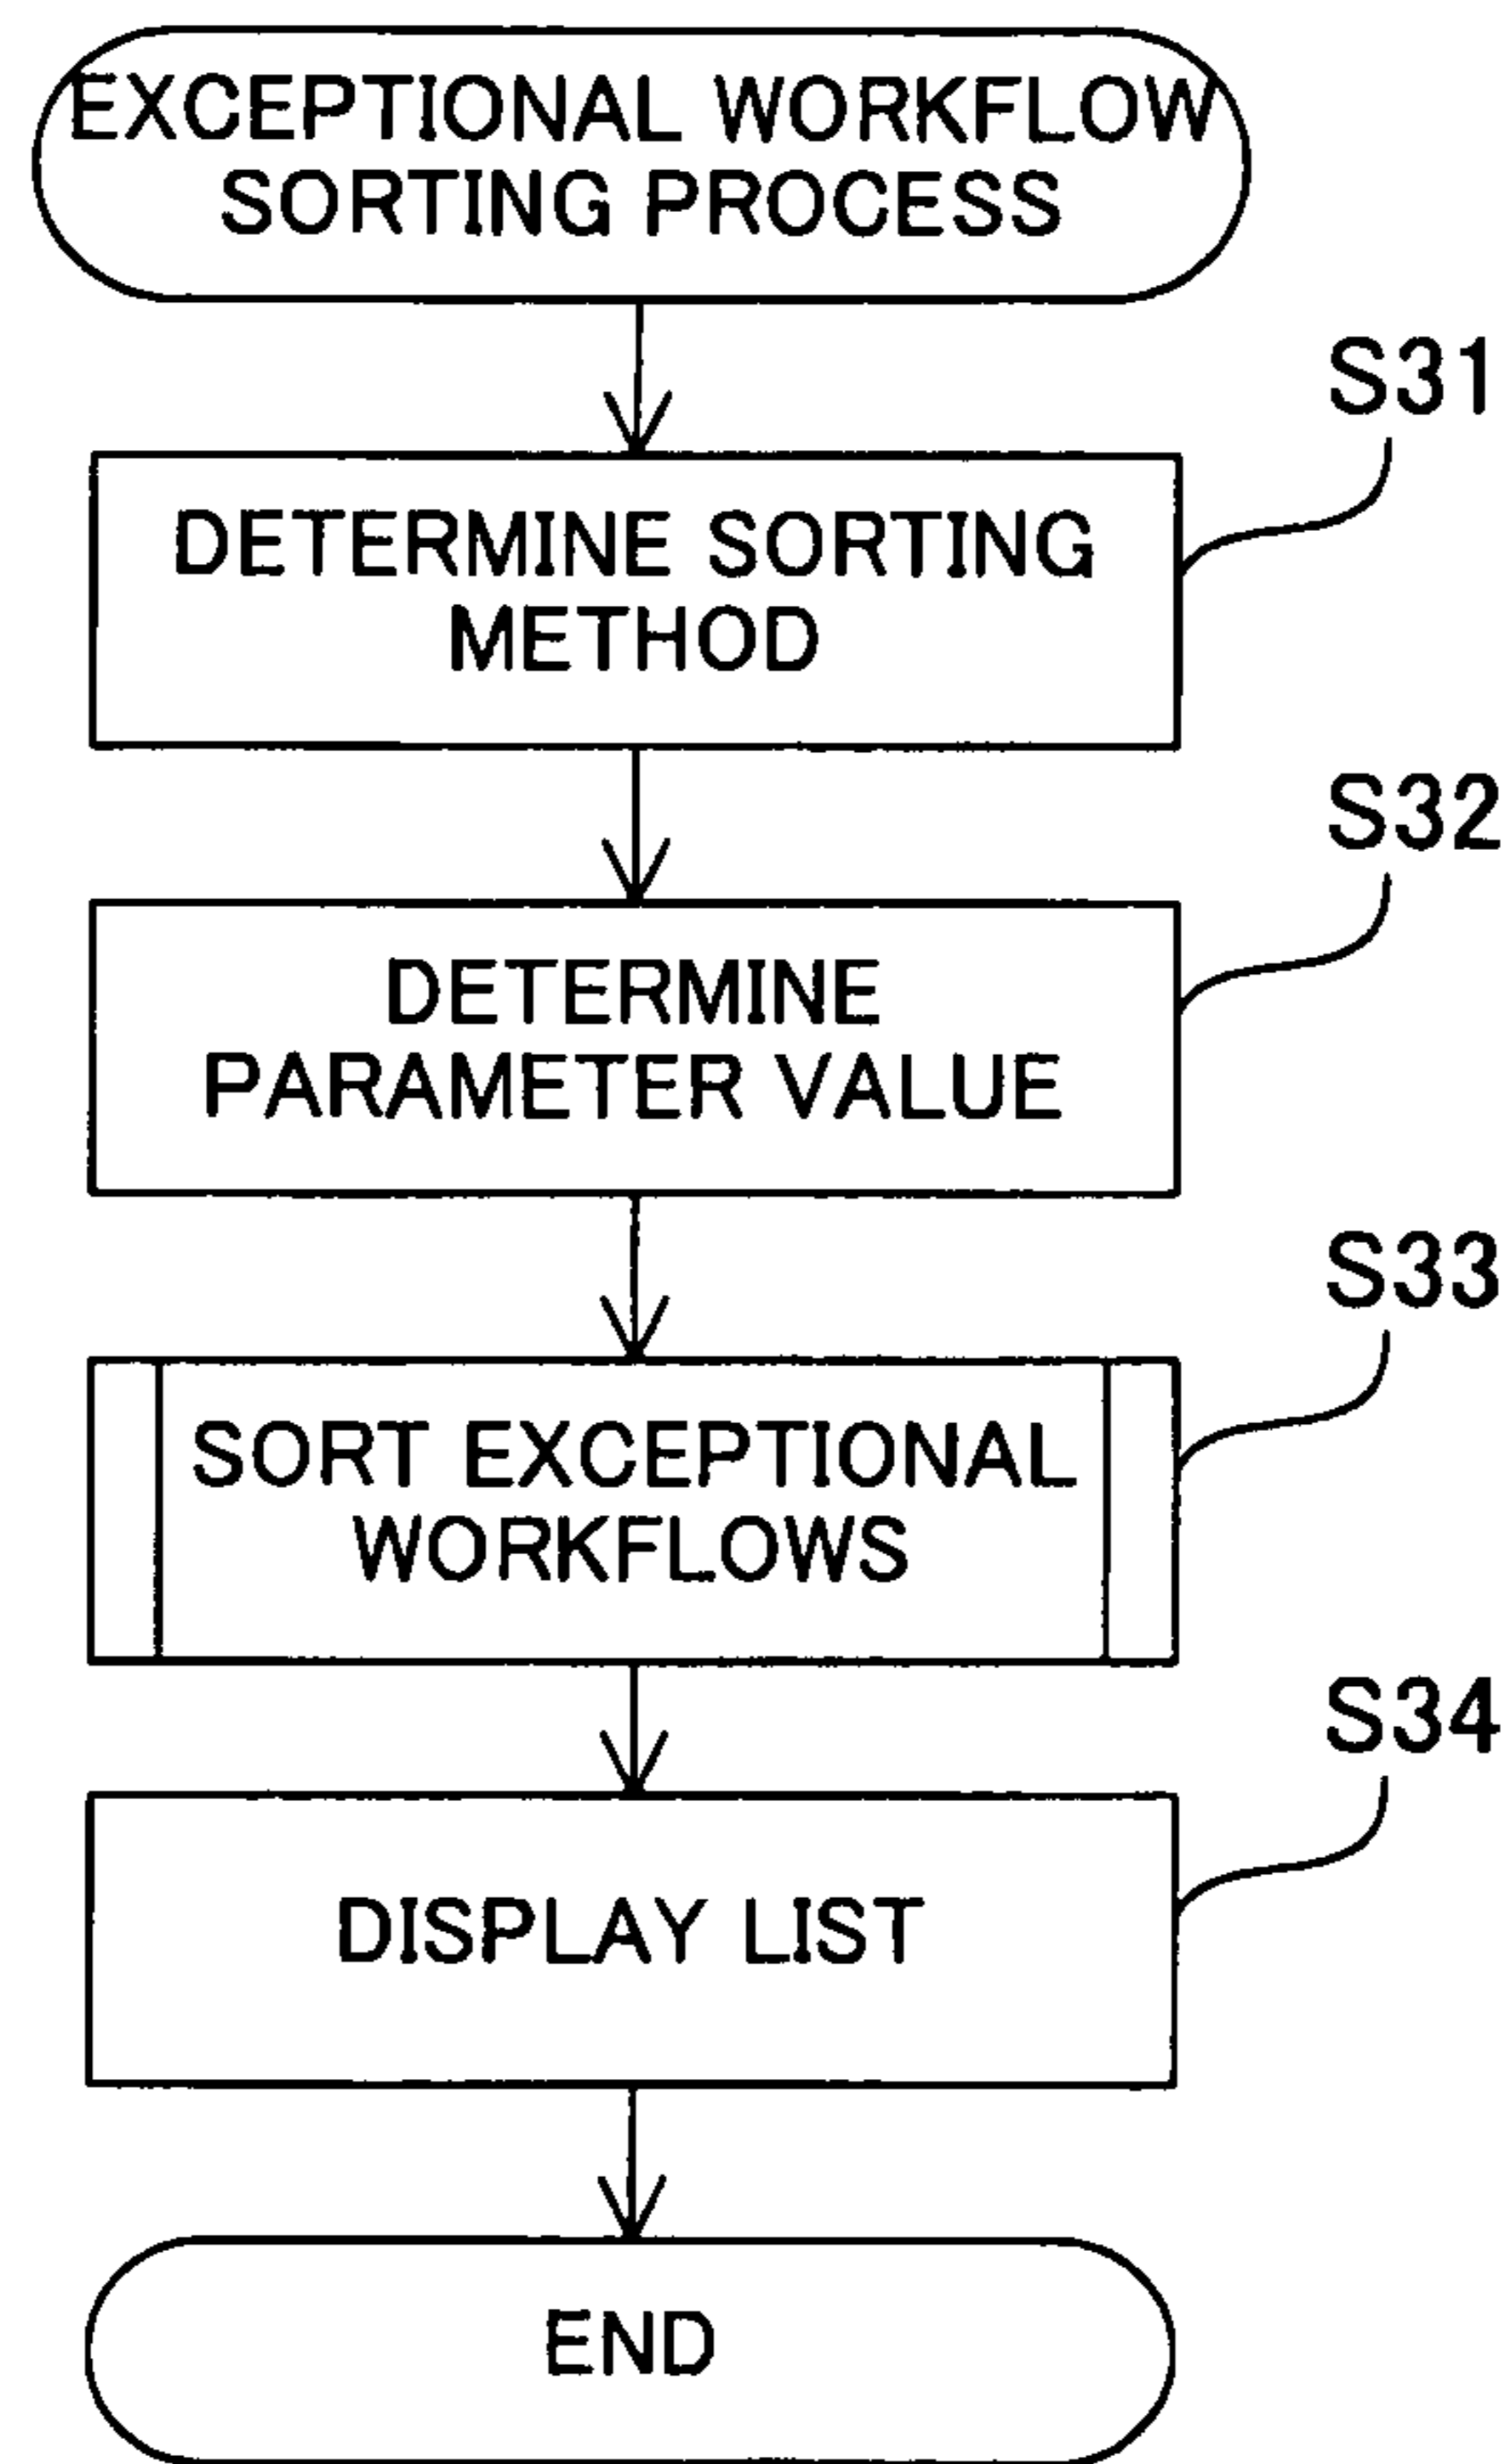 EXCEPTIONAL WORKFLOW
SORTING PROCESS
S31
DETERMINE SORTING
METHOD
S32
DETERMINE
PARAMETER VALUE
S33
SORT EXCEPTIONAL
WORKFLOWS
S34
DISPLAY LIST
END